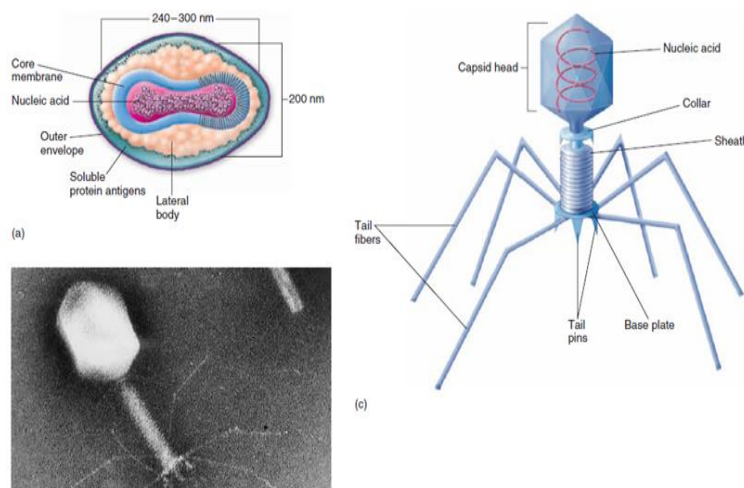 240–300 nm
Core
membrane
Nucleic acid
200 nm
Outer
envelope
Soluble
protein antigens
Lateral
body
(a)
Capsid head
Nucleic acid
Collar
Sheath
Tail
fibers
Tail
pins
Base plate
(c)